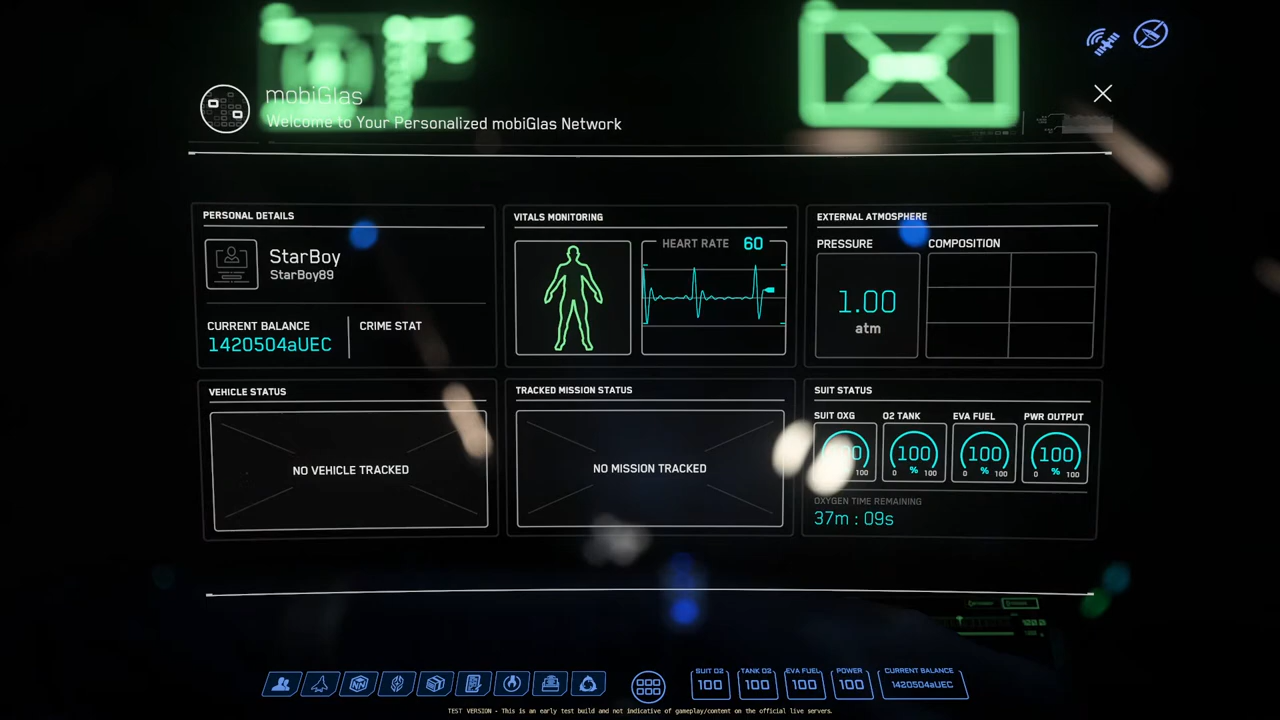 mobiGlas
Welcome to Your Personalized mobiGlas Network
PERSONAL DETAILS
StarBoy
StarBoy89
CURRENT BALANCE
1420504aUEC
CRIME STAT
VITALS MONITORING
HEART RATE 60
EXTERNAL ATMOSPHERE
PRESSURE
1.00
atm
COMPOSITION
VEHICLE STATUS
NO VEHICLE TRACKED
TRACKED MISSION STATUS
NO MISSION TRACKED
SUIT STATUS
SUIT OXG O2 TANK EVA FUEL PWR OUTPUT
100 100 100
% % %
100 0 100 0 100 0 100
OXYGEN TIME REMAINING
37m : 09s
SUIT O2 TANK O2 EVA FUEL POWER CURRENT BALANCE
100 100 100 100 1420504aUEC
TEST VERSION - This is an early test build and not indicative of gameplay/content on the official live servers.